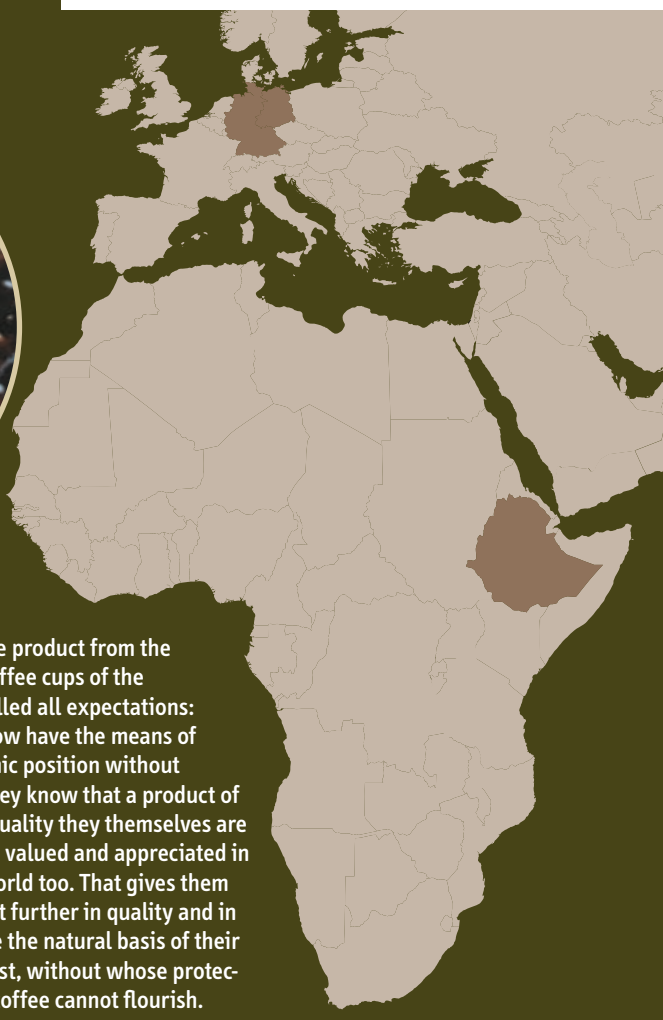 e product from the
ffee cups of the
lled all expectations:
ow have the means of
nic position without
ey know that a product of
uality they themselves are
valued and appreciated in
orld too. That gives them
t further in quality and in
e the natural basis of their
st, without whose protec-
offee cannot flourish.